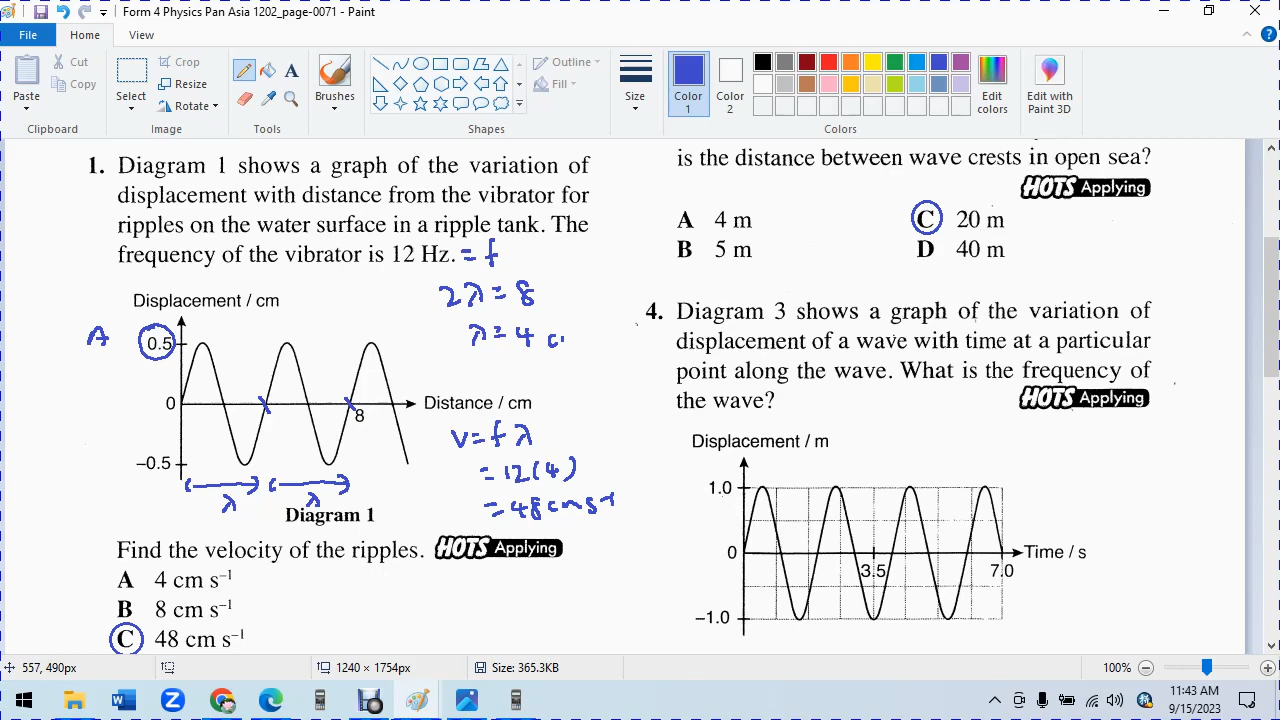 Form 4 Physics Pan Asia 1202_page-0071 - Paint
File
Home
View
Paste
Cut
Copy
Clipboard
Select
Crop
Resize
Rotate
Image
A
Tools
Brushes
Shapes
Outline
Fill
Size
Color 1
Color 2
Edit colors
Edit with Paint 3D
Colors
1. Diagram 1 shows a graph of the variation of
displacement with distance from the vibrator for
ripples on the water surface in a ripple tank. The
frequency of the vibrator is 12 Hz. = f
2λ = 8
λ = 4
Displacement / cm
A
0.5
0
-0.5
8
Distance / cm
λ
λ
v = f λ
= 12(4)
= 48 cm s⁻¹
Diagram 1
Find the velocity of the ripples. HOTS Applying
A 4 cm s⁻¹
B 8 cm s⁻¹
C 48 cm s⁻¹
is the distance between wave crests in open sea?
HOTS Applying
A 4 m
C 20 m
B 5 m
D 40 m
4. Diagram 3 shows a graph of the variation of
displacement of a wave with time at a particular
point along the wave. What is the frequency of
the wave? HOTS Applying
Displacement / m
1.0
0
-1.0
3.5
7.0
Time / s
557, 490px
1240 × 1754px
Size: 365.3KB
100%
11:43 AM
9/15/2023